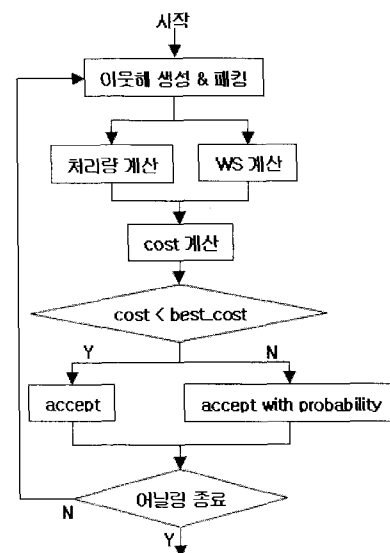 시작
이웃해 생성 & 패킹
처리량 계산
WS 계산
cost 계산
cost < best_cost
Y
N
accept
accept with probability
어닐링 종료
N
Y